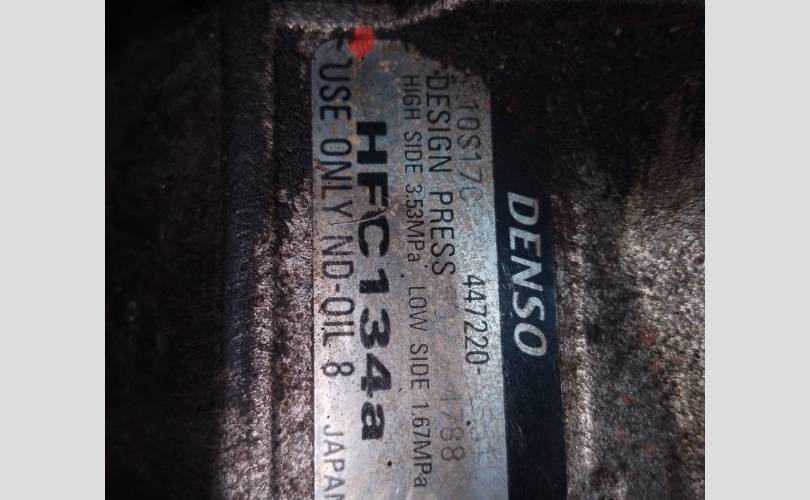 DENSO
10S17C 447220-
DESIGN PRESS 4788
HIGH SIDE 3.53MPa LOW SIDE 1.67MPa
HFC134a
USE ONLY ND-OIL 8 JAPAN